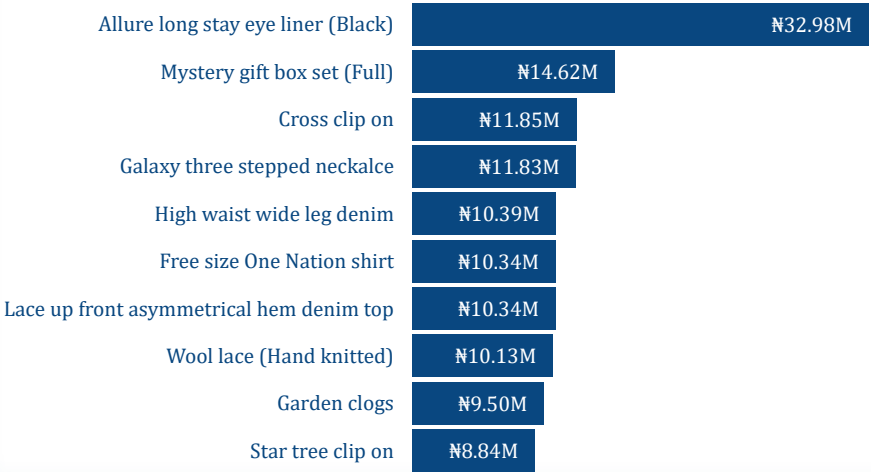 Allure long stay eye liner (Black) ₦32.98M
Mystery gift box set (Full) ₦14.62M
Cross clip on ₦11.85M
Galaxy three stepped neckalce ₦11.83M
High waist wide leg denim ₦10.39M
Free size One Nation shirt ₦10.34M
Lace up front asymmetrical hem denim top ₦10.34M
Wool lace (Hand knitted) ₦10.13M
Garden clogs ₦9.50M
Star tree clip on ₦8.84M